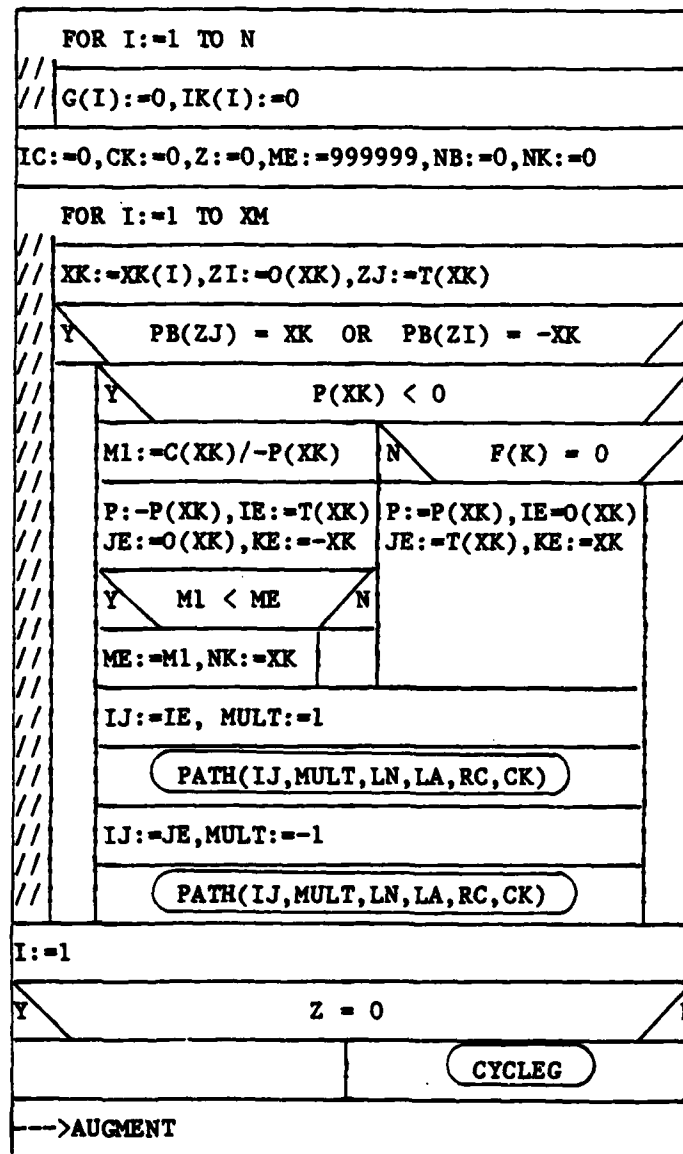 FOR I:=1 TO N
G(I):=0,IK(I):=0
IC:=0,CK:=0,Z:=0,ME:=999999,NB:=0,NK:=0
FOR I:=1 TO XM
XK:=XK(I),ZI:=O(XK),ZJ:=T(XK)
Y PB(ZJ) = XK OR PB(ZI) = -XK
Y P(XK) < 0
M1:=C(XK)/-P(XK) N F(K) = 0
P:-P(XK),IE:=T(XK) P:=P(XK),IE=O(XK)
JE:=O(XK),KE:=-XK JE:=T(XK),KE:=XK
Y M1 < ME N
ME:=M1,NK:=XK
IJ:=IE, MULT:=1
PATH(IJ,MULT,LN,LA,RC,CK)
IJ:=JE,MULT:=-1
PATH(IJ,MULT,LN,LA,RC,CK)
I:=1
Y Z = 0
CYCLEG
--->AUGMENT